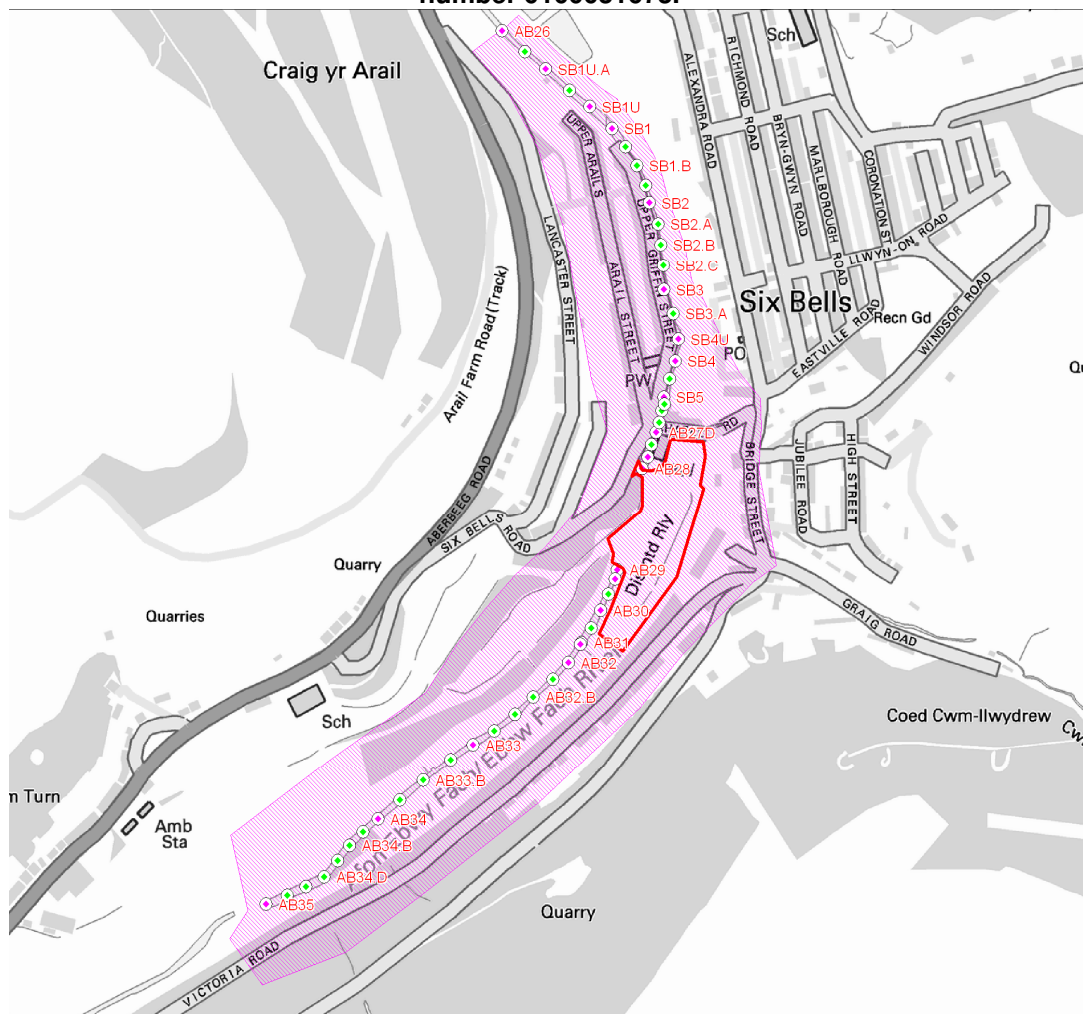 AB26
Sch
Craig yr Arail
SB1U.A
ALEXANDRA ROAD
RICHMOND ROAD
BRYN-GWYN ROAD
MARLBOROUGH ROAD
CORONATION ST
SB1U
UPPER ARAIL S
SB1
SB1.B
SB2
UPPER GRIFFIN STREET
SB2.A
LANCASTER STREET
LLWYN-ON ROAD
SB2.B
SB2.C
ARAIL STREET
SB3
Six Bells
Arail Farm Road (Track)
SB3.A
Recn Gd
WINDSOR ROAD
SB4U
EASTVILLE ROAD
PO
SB4
PW
SB5
RD
AB27D
BRIDGE STREET
JUBILEE ROAD
HIGH STREET
AB28
ABERBEEG ROAD
SIX BELLS ROAD
Quarry
Dismtd Rly
AB29
Quarries
AB30
GRAIG ROAD
AB31
AB32
Sch
AB32.B
Coed Cwm-llwydrew
AB33
AB33.B
m Turn
AB34
Amb
Sta
AB34.B
Afon Ebwy Fach/ Ebbw Fach River
AB34.D
AB35
Quarry
VICTORIA ROAD